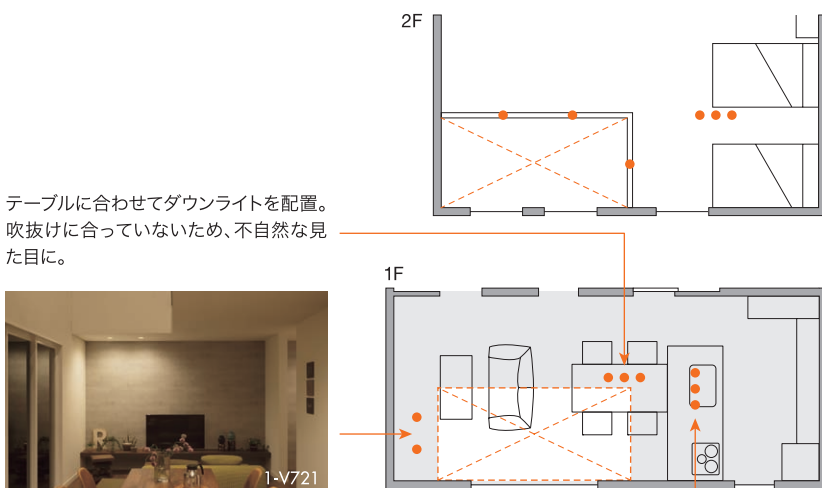 2F
テーブルに合わせてダウンライトを配置。
吹抜けに合っていないため、不自然な見
た目に。
1F
R
1-V721